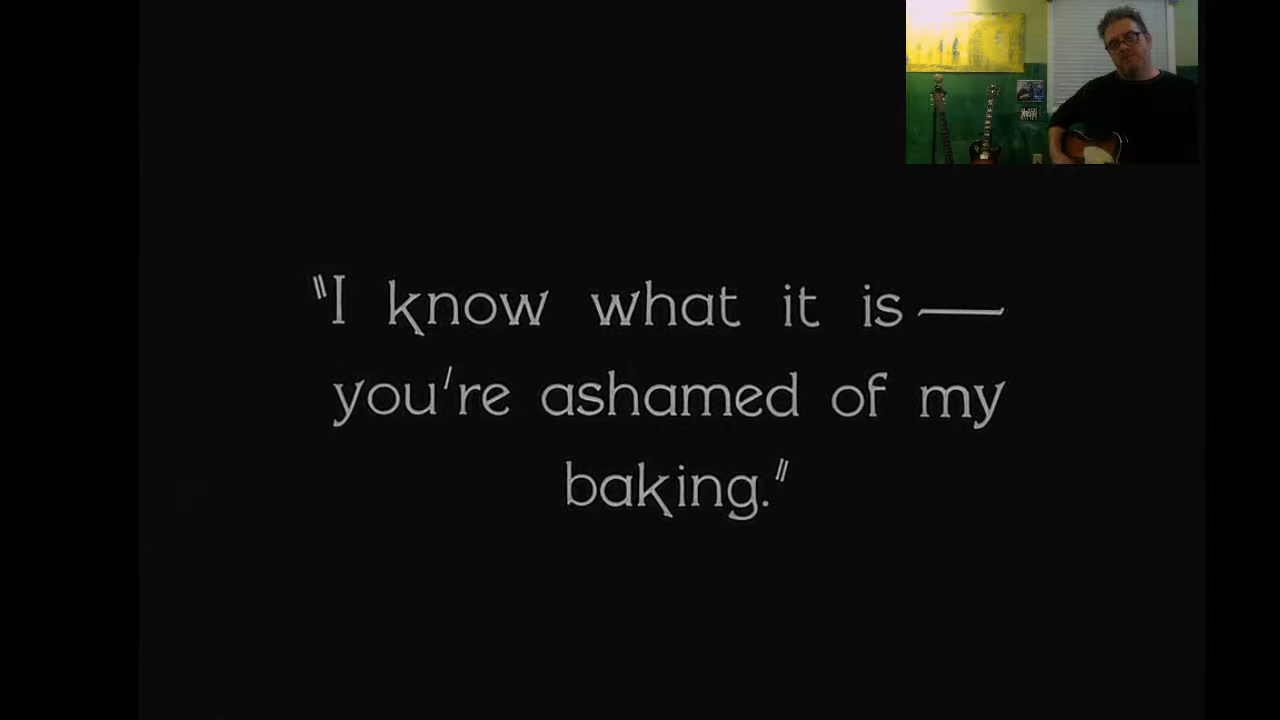 "I know what it is—
you're ashamed of my
baking."